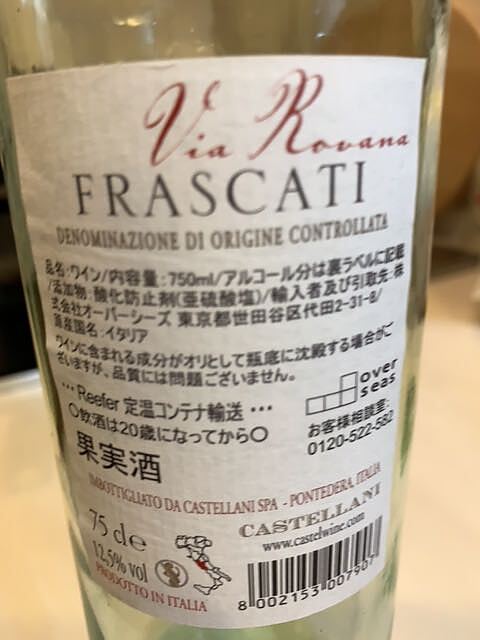 Via Rovana
FRASCATI
DENOMINAZIONE DI ORIGINE CONTROLLATA
品名:ワイン/内容量:750ml/アルコール分は裏ラベルに記載
/添加物:酸化防止剤(亜硫酸塩)/輸入者及び引取先:株
式会社オーバーシーズ 東京都世田谷区代田2-31-8/
原産国名:イタリア
ワインに含まれる成分がオリとして瓶底に沈殿する場合がご
ざいますが、品質には問題ございません。
… Reefer 定温コンテナ輸送 …
○飲酒は20歳になってから○
果実酒
over
seas
お客様相談室:
0120-522-582
IMBOTTIGLIATO DA CASTELLANI SPA - PONTEDERA, ITALIA
75 cl e
12,5% vol
PRODOTTO IN ITALIA
CASTELLANI
www.castelwine.com
8 002153 007907